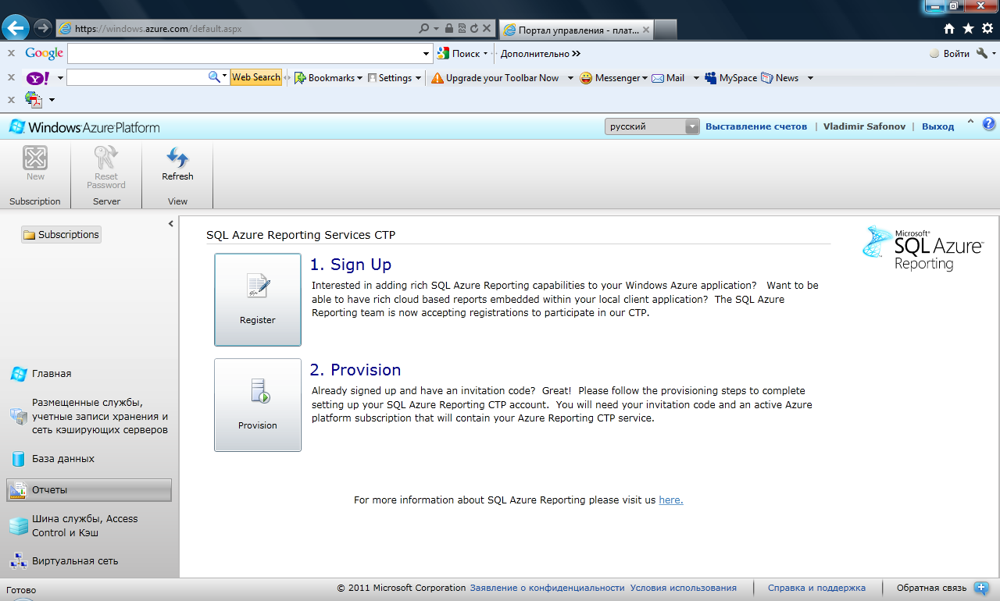 https://windows.azure.com/default.aspx
Портал управления - плат...
Google
Поиск
Дополнительно
Войти
Y!
Web Search
Bookmarks
Settings
Upgrade your Toolbar Now
Messenger
Mail
MySpace
News
Windows Azure Platform
русский
Выставление счетов | Vladimir Safonov | Выход
New
Subscription
Reset
Password
Server
Refresh
View
Subscriptions
Главная
Размещенные службы,
учетные записи хранения и
сеть кэширующих серверов
База данных
Отчеты
Шина службы, Access
Control и Кэш
Виртуальная сеть
SQL Azure Reporting Services CTP
Microsoft®
SQL Azure™
Reporting
Register
1. Sign Up
Interested in adding rich SQL Azure Reporting capabilities to your Windows Azure application? Want to be
able to have rich cloud based reports embedded within your local client application? The SQL Azure
Reporting team is now accepting registrations to participate in our CTP.
Provision
2. Provision
Already signed up and have an invitation code? Great! Please follow the provisioning steps to complete
setting up your SQL Azure Reporting CTP account. You will need your invitation code and an active Azure
platform subscription that will contain your Azure Reporting CTP service.
For more information about SQL Azure Reporting please visit us here.
Готово
© 2011 Microsoft Corporation Заявление о конфиденциальности Условия использования
Справка и поддержка
Обратная связь